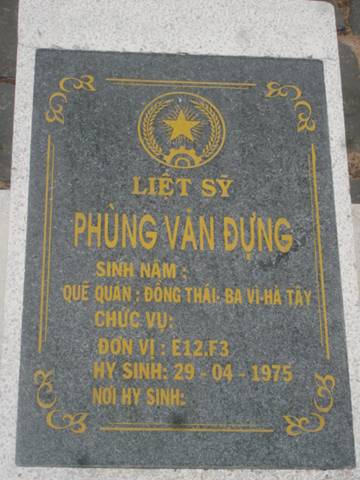 LIỆT SỸ
PHÙNG VĂN ĐỰNG
SINH NĂM :
QUÊ QUÁN : ĐÔNG THÁI- BA VÌ-HÀ TÂY
CHỨC VỤ:
ĐƠN VỊ : E12.F3
HY SINH: 29 - 04 - 1975
NƠI HY SINH: